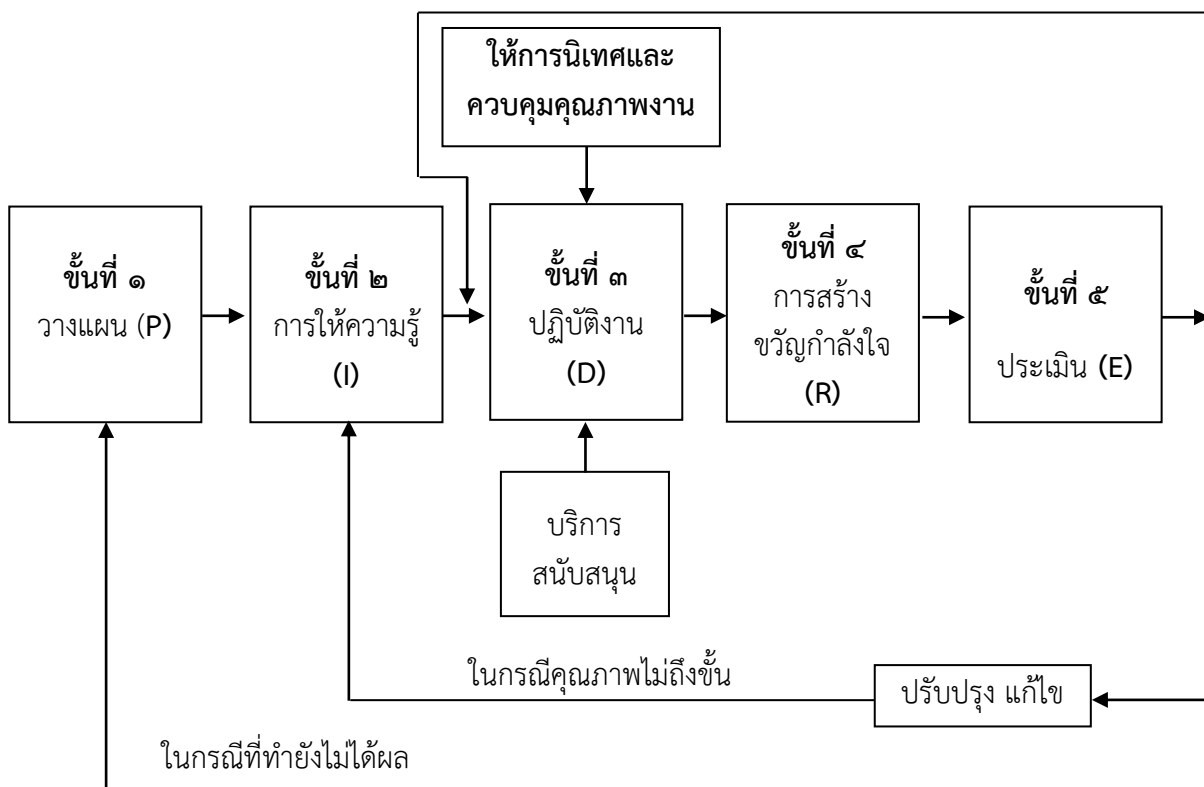 ให้การนิเทศและ
ควบคุมคุณภาพงาน
ขั้นที่ ๑
วางแผน (P)
ขั้นที่ ๒
การให้ความรู้
(I)
ขั้นที่ ๓
ปฏิบัติงาน
(D)
ขั้นที่ ๔
การสร้าง
ขวัญกำลังใจ
(R)
ขั้นที่ ๕
ประเมิน (E)
บริการ
สนับสนุน
ในกรณีคุณภาพไม่ถึงขั้น
ปรับปรุง แก้ไข
ในกรณีที่ทำยังไม่ได้ผล